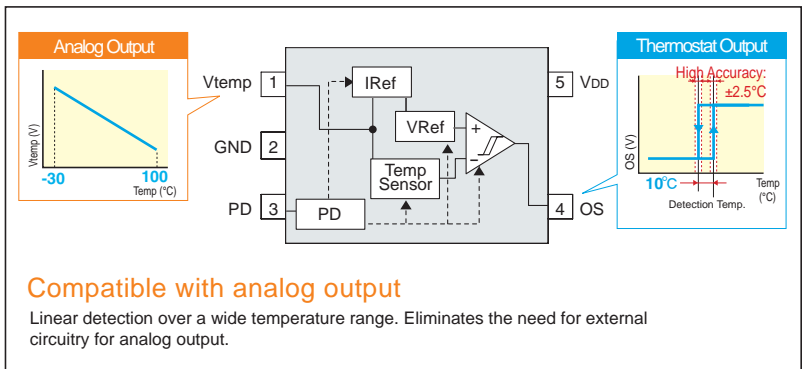 Analog Output
Vtemp (V)
-30
100
Temp (°C)
Vtemp
1
GND
2
PD
3
IRef
VRef
+
−
Temp
Sensor
PD
5
VDD
4
OS
Thermostat Output
High Accuracy:
±2.5°C
OS (V)
10°C
Temp
(°C)
Detection Temp.
Compatible with analog output
Linear detection over a wide temperature range. Eliminates the need for external
circuitry for analog output.